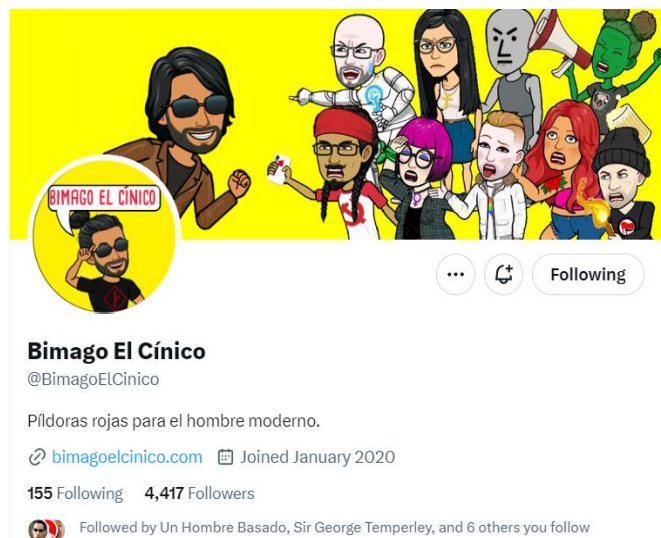 BIMAGO EL CÍNICO
Following
Bimago El Cínico
@BimagoElCinico
Píldoras rojas para el hombre moderno.
bimagoelcinico.com Joined January 2020
155 Following 4,417 Followers
Followed by Un Hombre Basado, Sir George Temperley, and 6 others you follow